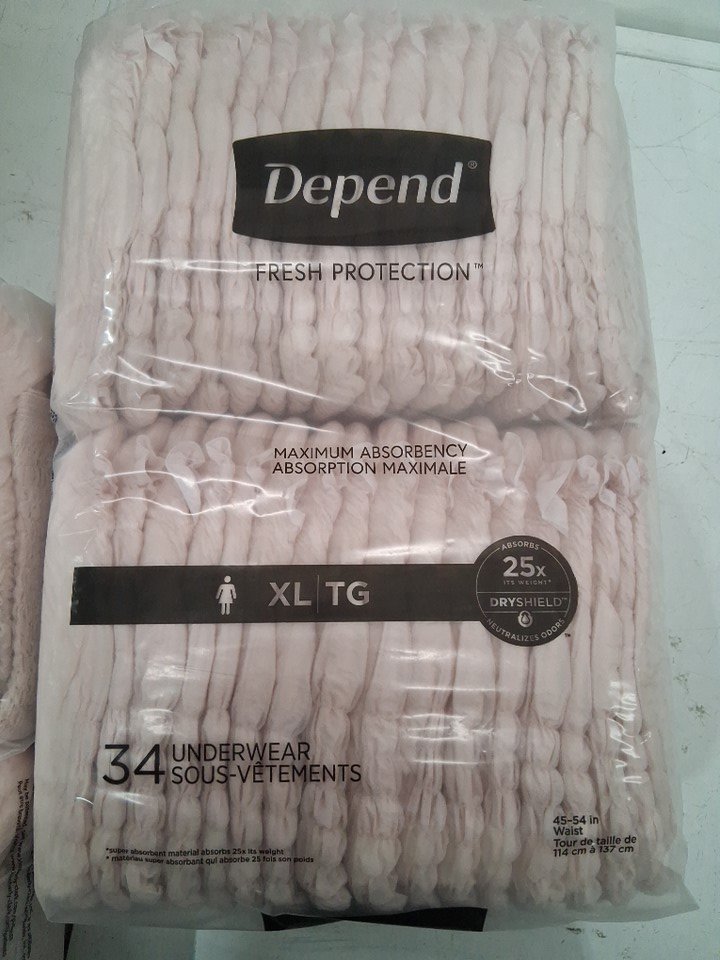 Depend®
FRESH PROTECTION™
MAXIMUM ABSORBENCY
ABSORPTION MAXIMALE
XL | TG
ABSORBS
25x
ITS WEIGHT*
DRYSHIELD™
NEUTRALIZES ODORS™
34 UNDERWEAR
SOUS-VÊTEMENTS
45-54 in
Waist
Tour de taille de
114 cm à 137 cm
*super absorbent material absorbs 25x its weight
* matériau super absorbant qui absorbe 25 fois son poids